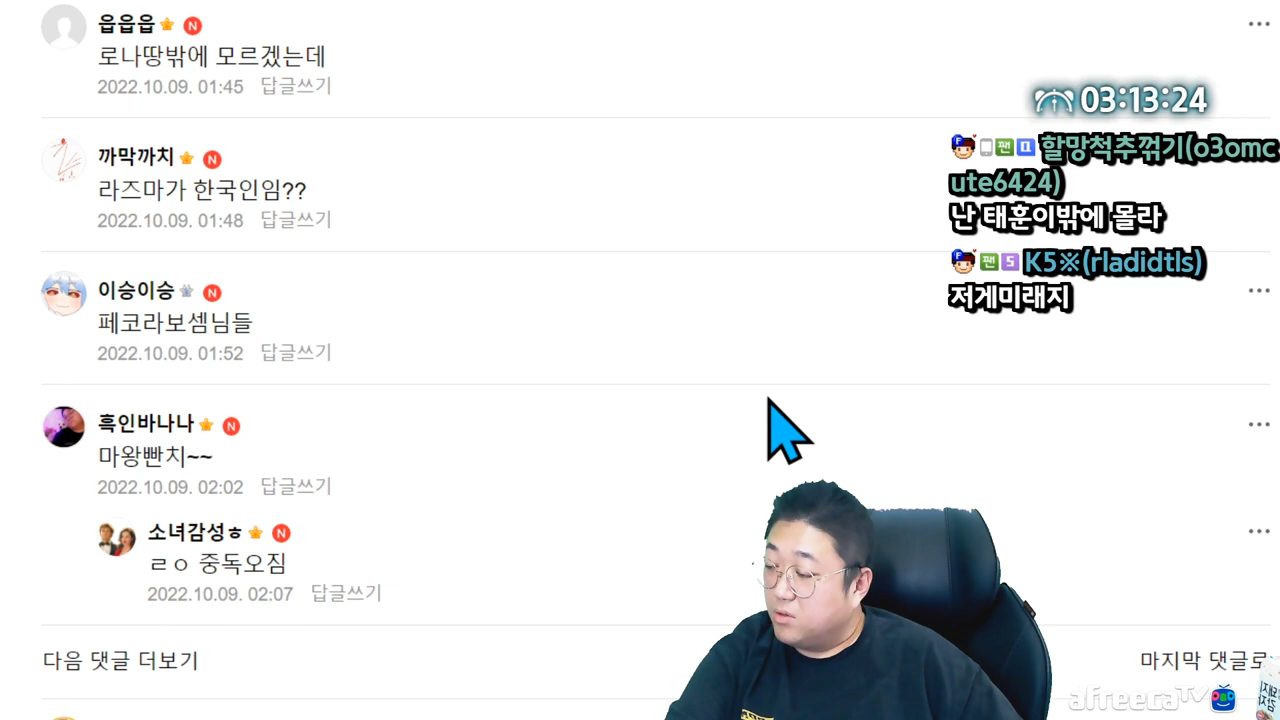 읍읍읍 N
로나땅밖에 모르겠는데
2022.10.09. 01:45 답글쓰기
까막까치 N
라즈마가 한국인임??
2022.10.09. 01:48 답글쓰기
이승이승 N
페코라보셈님들
2022.10.09. 01:52 답글쓰기
흑인바나나 N
마왕빤치~~
2022.10.09. 02:02 답글쓰기
소녀감성ㅎ N
ㄹㅇ 중독오짐
2022.10.09. 02:07 답글쓰기
다음 댓글 더보기
마지막 댓글로
03:13:24
F 팬 할망척추꺾기(o3omc
ute6424)
난 태훈이밖에 몰라
F 팬 S K5※(rladidtls)
저게미래지
afreecaTV